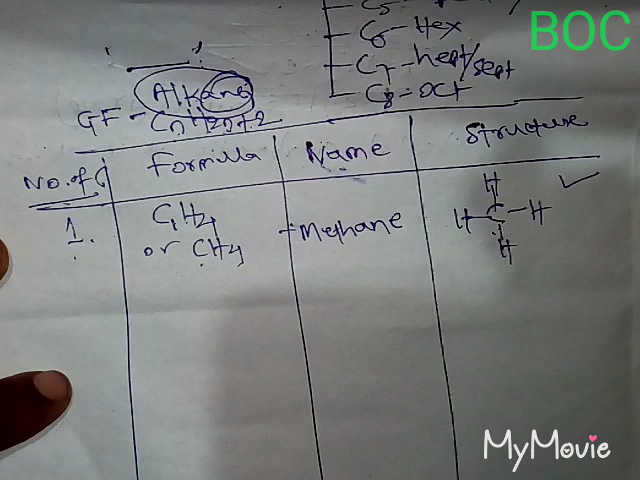 BOC
C6-Hex
C7-hept/sept
C8-oct
Alkane
GF-CnH2n+2
No. of C Formula Name Structure
1. C1H4 Methane
or CH4
H
H-C-H
H
MyMovie